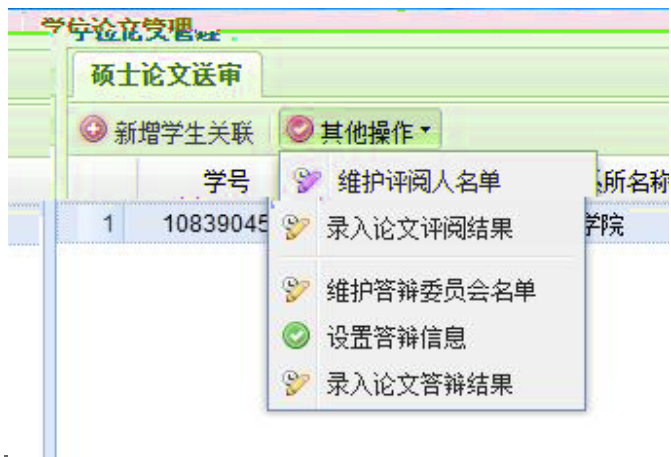 学位论文管理
硕士论文送审
新增学生关联 其他操作
学号 维护评阅人名单 所名称
1 10839045 录入论文评阅结果 学院
维护答辩委员会名单
设置答辩信息
录入论文答辩结果